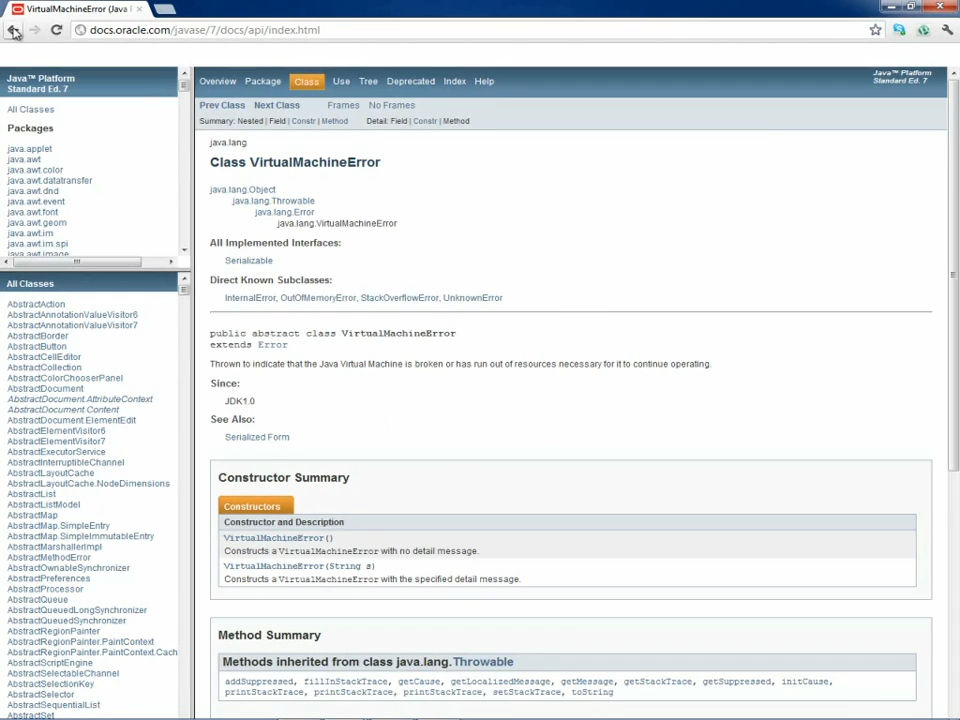 VirtualMachineError (Java |
docs.oracle.com/javase/7/docs/api/index.html
Java™ Platform
Standard Ed. 7
All Classes
Packages
java.applet
java.awt
java.awt.color
java.awt.datatransfer
java.awt.dnd
java.awt.event
java.awt.font
java.awt.geom
java.awt.im
java.awt.im.spi
java.awt.image
All Classes
AbstractAction
AbstractAnnotationValueVisitor6
AbstractAnnotationValueVisitor7
AbstractBorder
AbstractButton
AbstractCellEditor
AbstractCollection
AbstractColorChooserPanel
AbstractDocument
AbstractDocument.AttributeContext
AbstractDocument.Content
AbstractDocument.ElementEdit
AbstractElementVisitor6
AbstractElementVisitor7
AbstractExecutorService
AbstractInterruptibleChannel
AbstractLayoutCache
AbstractLayoutCache.NodeDimensions
AbstractList
AbstractListModel
AbstractMap
AbstractMap.SimpleEntry
AbstractMap.SimpleImmutableEntry
AbstractMarshallerImpl
AbstractMethodError
AbstractOwnableSynchronizer
AbstractPreferences
AbstractProcessor
AbstractQueue
AbstractQueuedLongSynchronizer
AbstractQueuedSynchronizer
AbstractRegionPainter
AbstractRegionPainter.PaintContext
AbstractRegionPainter.PaintContext.Cach
AbstractScriptEngine
AbstractSelectableChannel
AbstractSelectionKey
AbstractSelector
AbstractSequentialList
AbstractSet
Overview Package Class Use Tree Deprecated Index Help
Java™ Platform
Standard Ed. 7
Prev Class Next Class Frames No Frames
Summary: Nested | Field | Constr | Method Detail: Field | Constr | Method
java.lang
Class VirtualMachineError
java.lang.Object
java.lang.Throwable
java.lang.Error
java.lang.VirtualMachineError
All Implemented Interfaces:
Serializable
Direct Known Subclasses:
InternalError, OutOfMemoryError, StackOverflowError, UnknownError
public abstract class VirtualMachineError
extends Error
Thrown to indicate that the Java Virtual Machine is broken or has run out of resources necessary for it to continue operating.
Since:
JDK1.0
See Also:
Serialized Form
Constructor Summary
Constructors
Constructor and Description
VirtualMachineError()
Constructs a VirtualMachineError with no detail message.
VirtualMachineError(String s)
Constructs a VirtualMachineError with the specified detail message.
Method Summary
Methods inherited from class java.lang.Throwable
addSuppressed, fillInStackTrace, getCause, getLocalizedMessage, getMessage, getStackTrace, getSuppressed, initCause,
printStackTrace, printStackTrace, printStackTrace, setStackTrace, toString